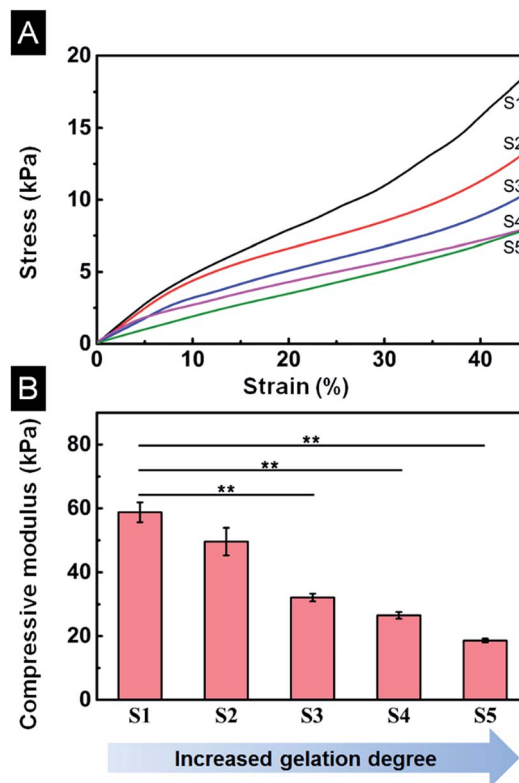 A
20
15
10
5
0
Stress (kPa)
S1
S2
S3
S4
S5
0 10 20 30 40
Strain (%)
B
80
60
40
20
0
Compressive modulus (kPa)
**
**
**
S1 S2 S3 S4 S5
Increased gelation degree